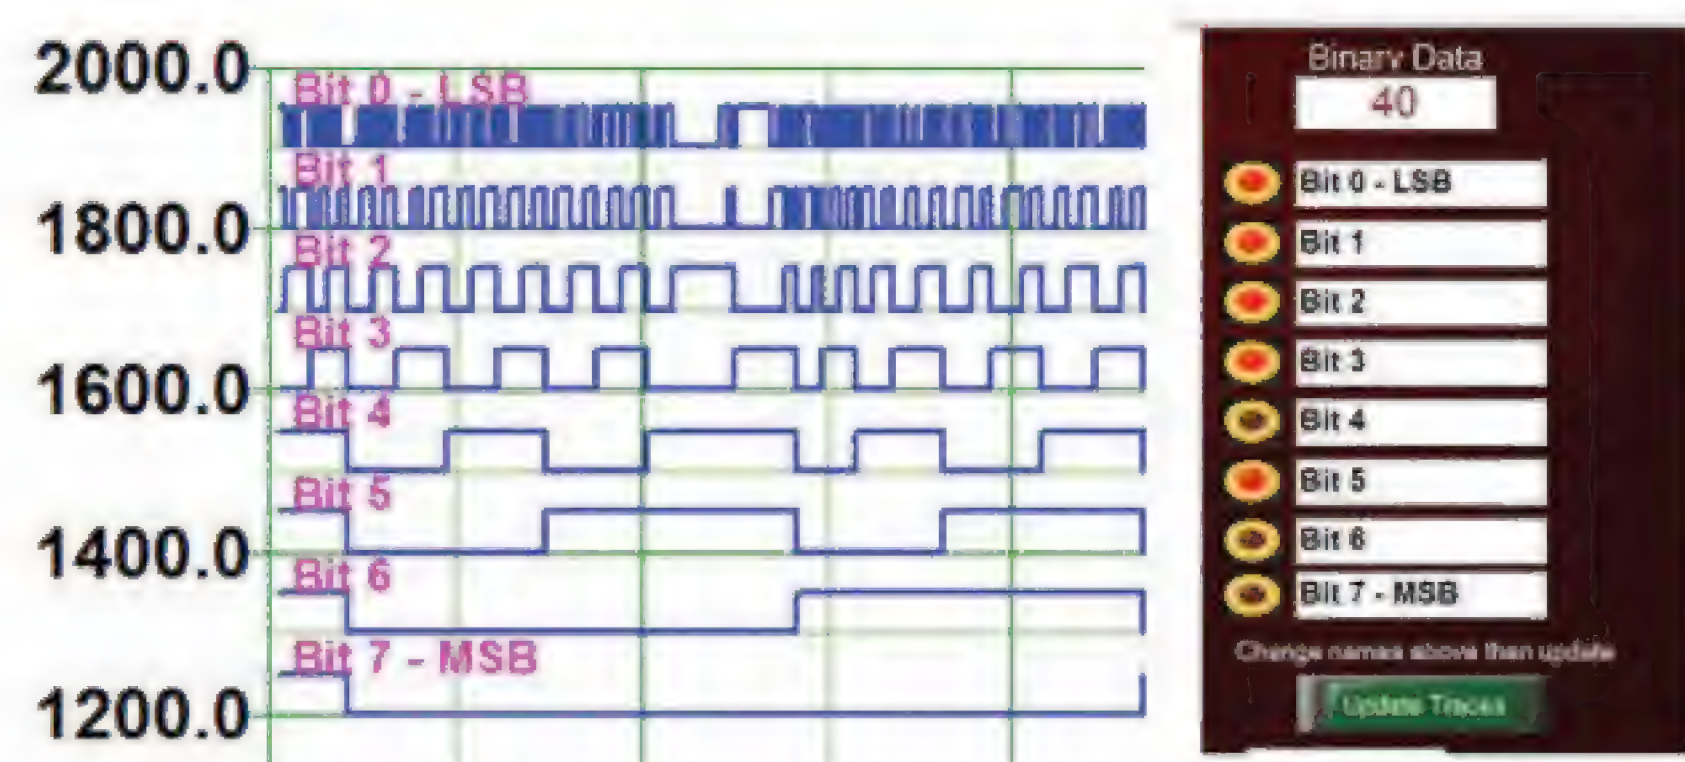 2000.0
1800.0
1600.0
1400.0
1200.0
Bit 0 - LSB
Bit 1
Bit 2
Bit 3
Bit 4
Bit 5
Bit 6
Bit 7 - MSB
Binary Data
40
Bit 0 - LSB
Bit 1
Bit 2
Bit 3
Bit 4
Bit 5
Bit 6
Bit 7 - MSB
Change names above then update
Update Traces